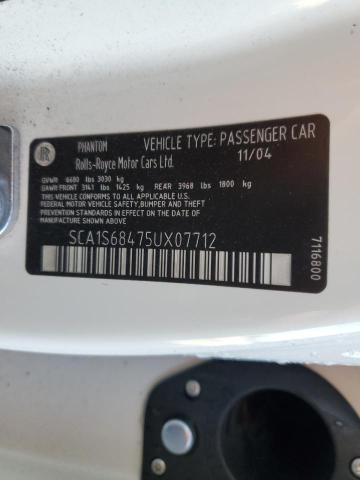 RR
PHANTOM VEHICLE TYPE: PASSENGER CAR
Rolls-Royce Motor Cars Ltd. 11/04
GVWR 6680 lbs 3030 kg
GAWR:FRONT 3141 lbs 1425 kg REAR 3968 lbs 1800 kg
THIS VEHICLE CONFORMS TO ALL APPLICABLE U.S.
FEDERAL MOTOR VEHICLE SAFETY, BUMPER, AND THEFT
PREVENTION STANDARDS IN EFFECT ON THE DATE OF
MANUFACTURE SHOWN ABOVE.
SCA1S68475UX07712
7116800